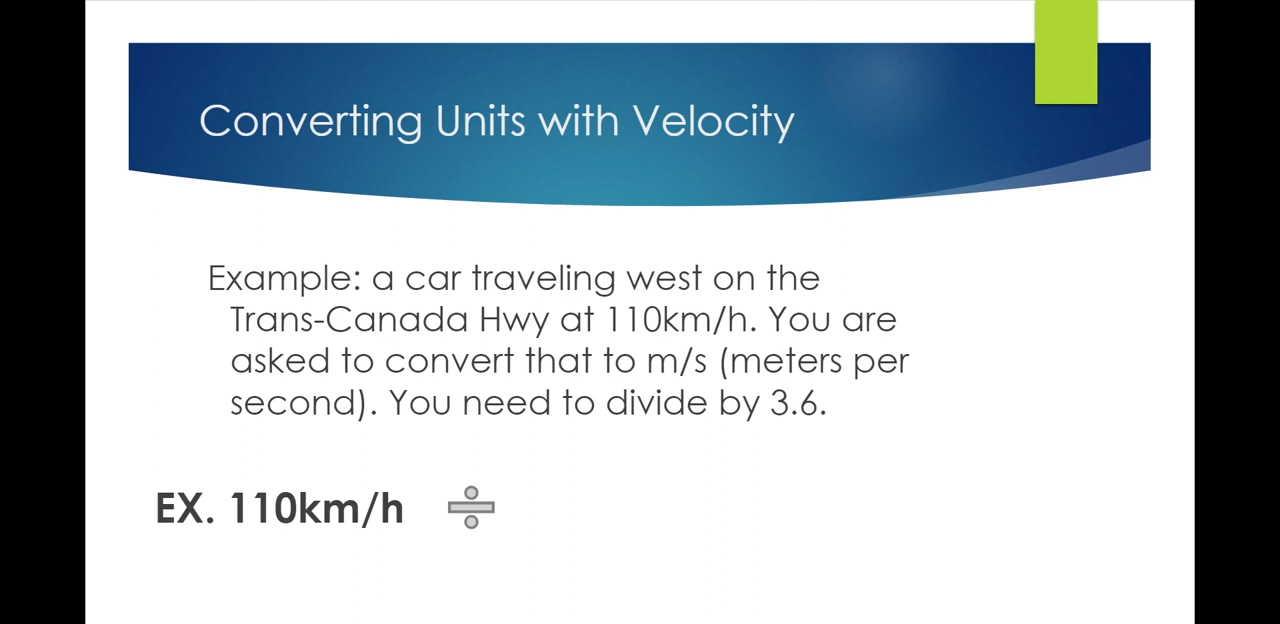 Converting Units with Velocity
Example: a car traveling west on the
Trans-Canada Hwy at 110km/h. You are
asked to convert that to m/s (meters per
second). You need to divide by 3.6.
EX. 110km/h ÷